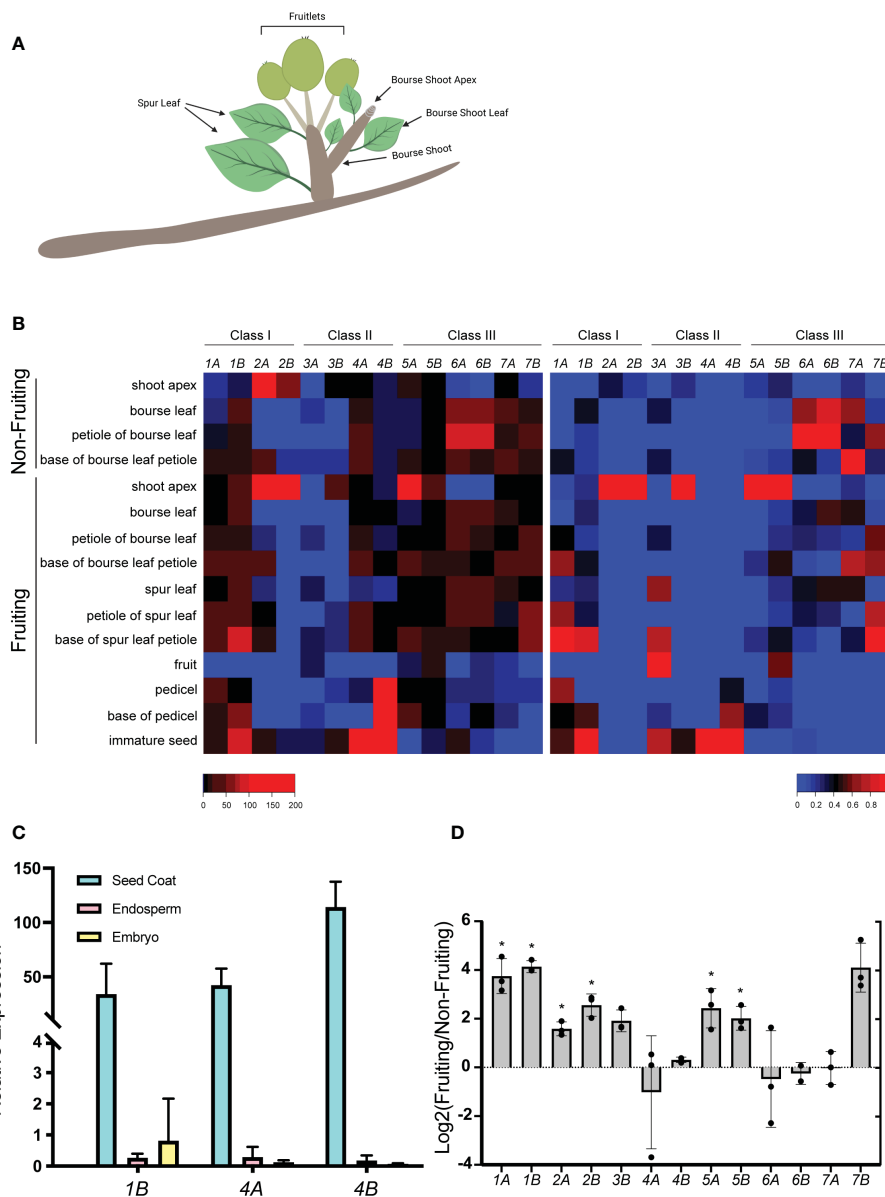 A
Fruitlets
Bourse Shoot Apex
Spur Leaf
Bourse Shoot Leaf
Bourse Shoot
B
Class I Class II Class III Class I Class II Class III
1A 1B 2A 2B 3A 3B 4A 4B 5A 5B 6A 6B 7A 7B 1A 1B 2A 2B 3A 3B 4A 4B 5A 5B 6A 6B 7A 7B
Non-Fruiting
shoot apex
bourse leaf
petiole of bourse leaf
base of bourse leaf petiole
Fruiting
shoot apex
bourse leaf
petiole of bourse leaf
base of bourse leaf petiole
spur leaf
petiole of spur leaf
base of spur leaf petiole
fruit
pedicel
base of pedicel
immature seed
0 50 100 150 200
0 0.2 0.4 0.6 0.8
C
150
100
50
4
3
2
1
0
Seed Coat
Endosperm
Embryo
1B 4A 4B
D
Log2(Fruiting/Non-Fruiting)
6
4
2
0
-2
-4
* * * * * *
1A 1B 2A 2B 3B 4A 4B 5A 5B 6A 6B 7A 7B